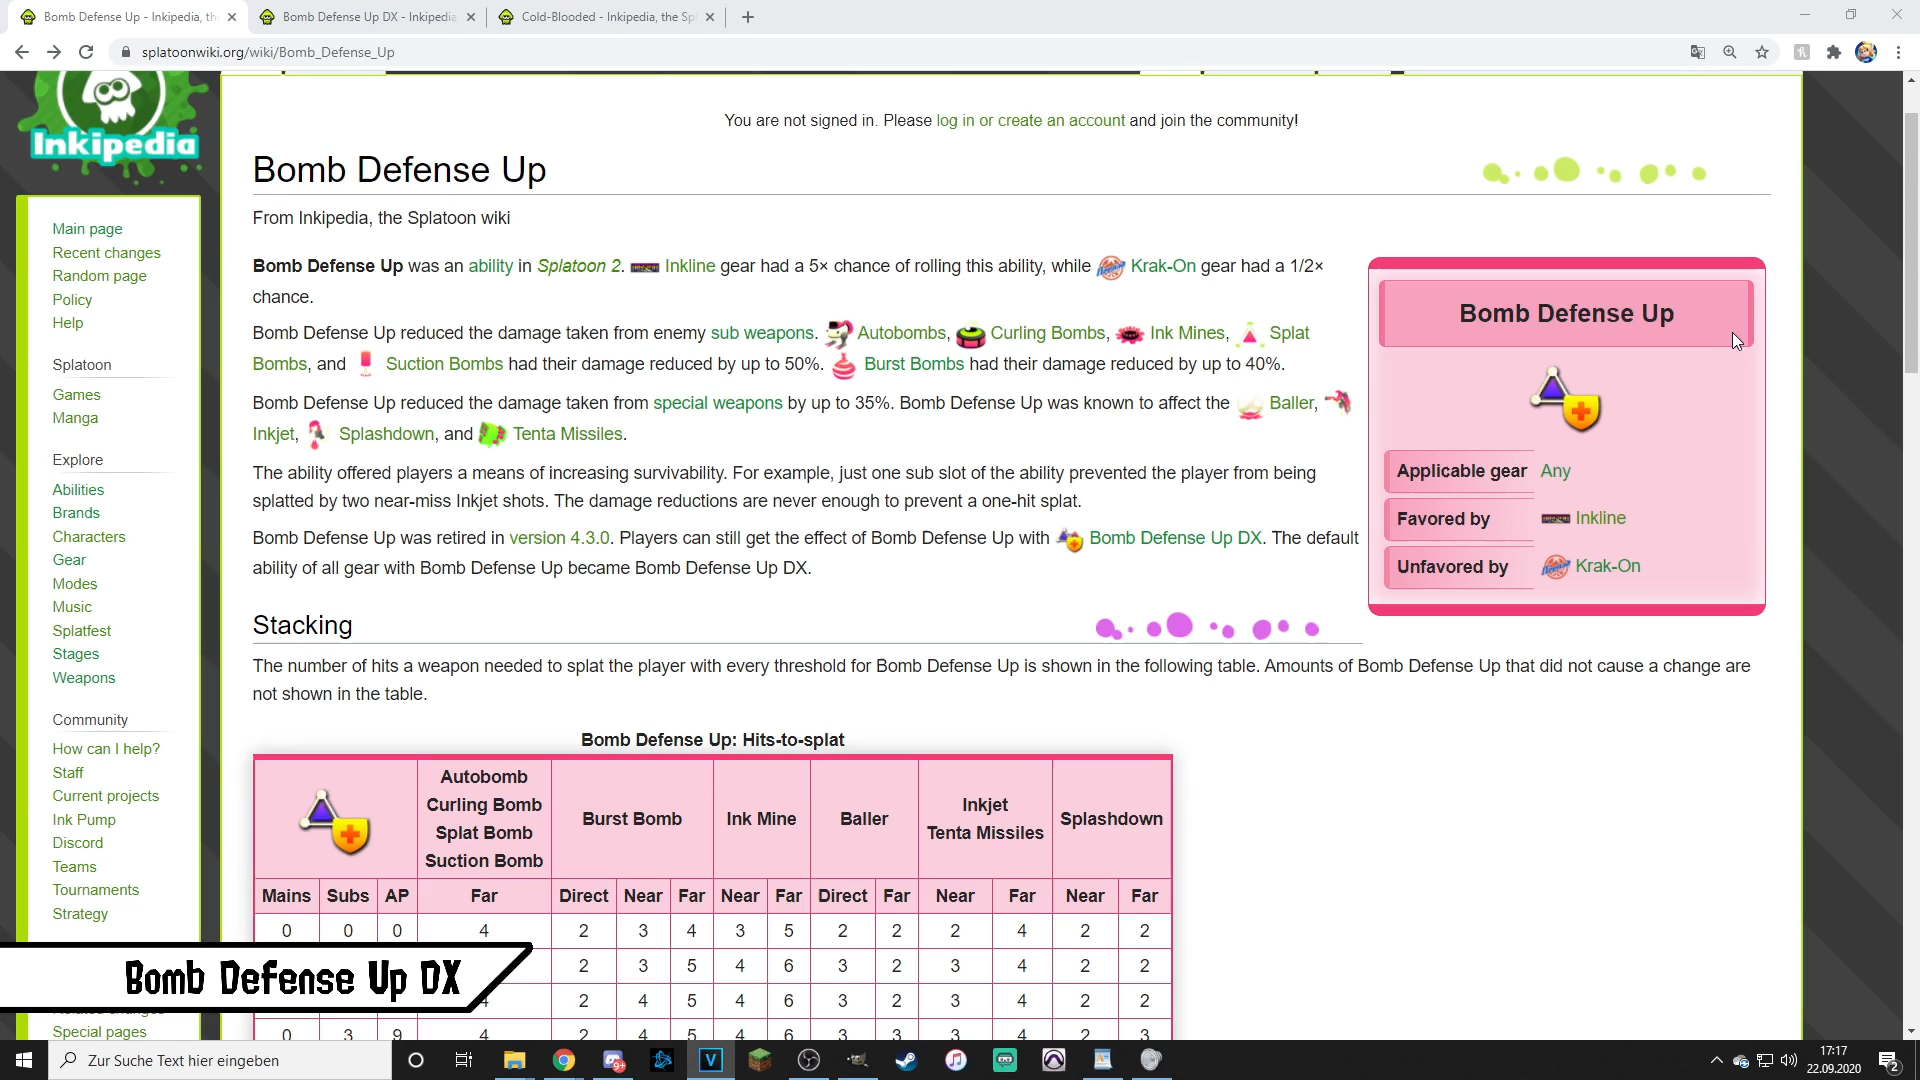 Bomb Defense Up - Inkipedia, th
Bomb Defense Up DX - Inkipedia
Cold-Blooded - Inkipedia, the Sp
splatoonwiki.org/wiki/Bomb_Defense_Up
Inkipedia
Main page
Recent changes
Random page
Policy
Help
Splatoon
Games
Manga
Explore
Abilities
Brands
Characters
Gear
Modes
Music
Splatfest
Stages
Weapons
Community
How can I help?
Staff
Current projects
Ink Pump
Discord
Teams
Tournaments
Strategy
Special pages
You are not signed in. Please log in or create an account and join the community!
Bomb Defense Up
From Inkipedia, the Splatoon wiki
Bomb Defense Up was an ability in Splatoon 2. Inkline gear had a 5× chance of rolling this ability, while Krak-On gear had a 1/2×
chance.
Bomb Defense Up reduced the damage taken from enemy sub weapons. Autobombs, Curling Bombs, Ink Mines, Splat
Bombs, and Suction Bombs had their damage reduced by up to 50%. Burst Bombs had their damage reduced by up to 40%.
Bomb Defense Up reduced the damage taken from special weapons by up to 35%. Bomb Defense Up was known to affect the Baller,
Inkjet, Splashdown, and Tenta Missiles.
The ability offered players a means of increasing survivability. For example, just one sub slot of the ability prevented the player from being
splatted by two near-miss Inkjet shots. The damage reductions are never enough to prevent a one-hit splat.
Bomb Defense Up was retired in version 4.3.0. Players can still get the effect of Bomb Defense Up with Bomb Defense Up DX. The default
ability of all gear with Bomb Defense Up became Bomb Defense Up DX.
Bomb Defense Up
Applicable gear Any
Favored by Inkline
Unfavored by Krak-On
Stacking
The number of hits a weapon needed to splat the player with every threshold for Bomb Defense Up is shown in the following table. Amounts of Bomb Defense Up that did not cause a change are
not shown in the table.
Bomb Defense Up: Hits-to-splat
Autobomb
Curling Bomb
Splat Bomb
Suction Bomb
Burst Bomb
Ink Mine
Baller
Inkjet
Tenta Missiles
Splashdown
Mains Subs AP Far Direct Near Far Near Far Direct Far Near Far Near Far
0 0 0 4 2 3 4 3 5 2 2 2 4 2 2
2 3 5 4 6 3 2 3 4 2 2
4 2 4 5 4 6 3 2 3 4 2 2
0 3 9 4 2 4 5 4 6 3 3 3 4 2 3
Bomb Defense Up DX
Zur Suche Text hier eingeben
9+
17:17
22.09.2020
2